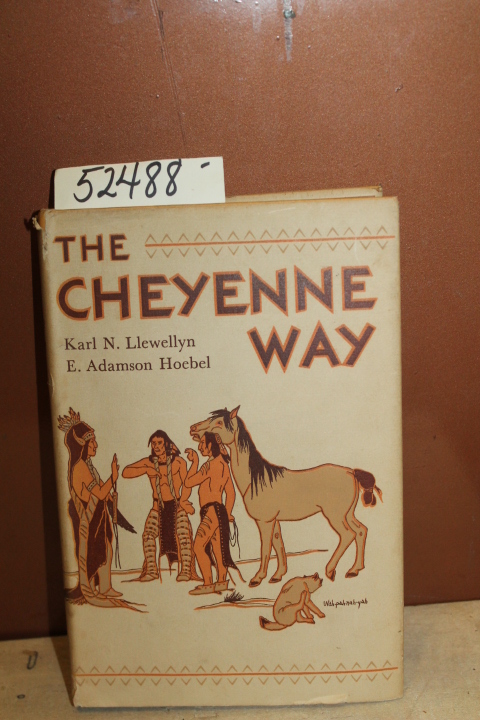 52488-
THE
CHEYENNE
WAY
Karl N. Llewellyn
E. Adamson Hoebel